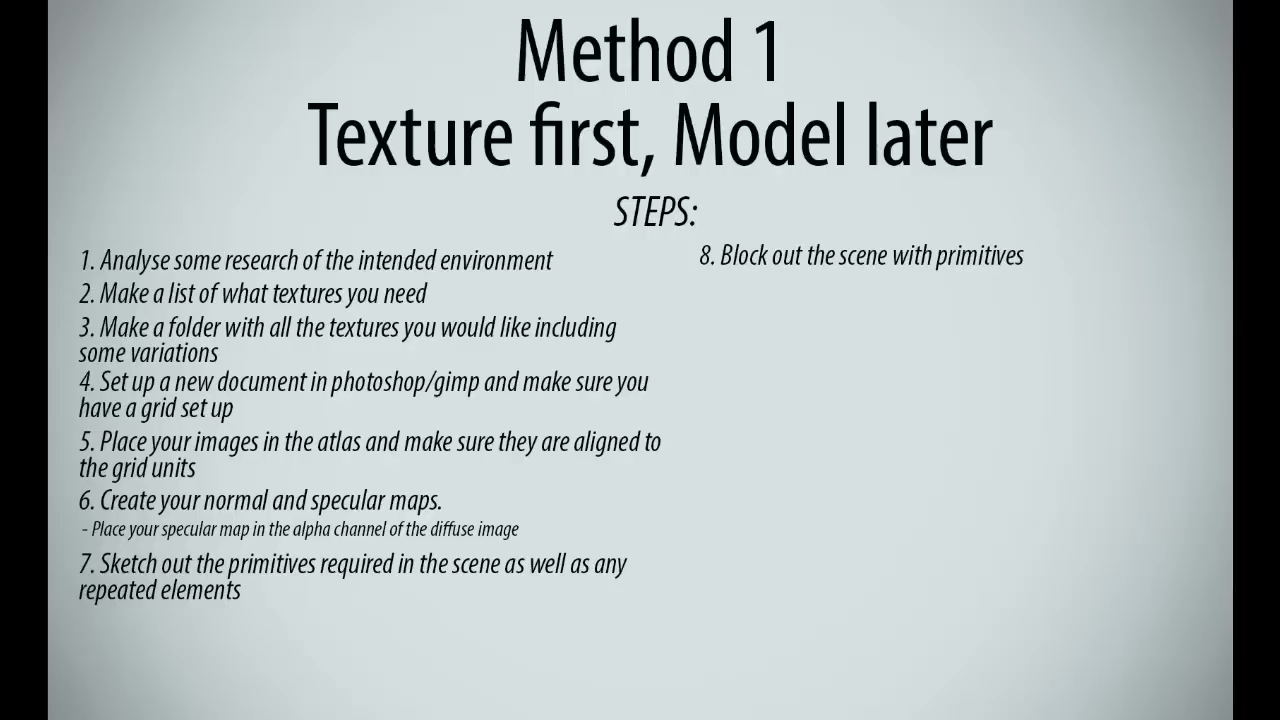 Method 1
Texture first, Model later
STEPS:
1. Analyse some research of the intended environment
2. Make a list of what textures you need
3. Make a folder with all the textures you would like including
some variations
4. Set up a new document in photoshop/gimp and make sure you
have a grid set up
5. Place your images in the atlas and make sure they are aligned to
the grid units
6. Create your normal and specular maps.
- Place your specular map in the alpha channel of the diffuse image
7. Sketch out the primitives required in the scene as well as any
repeated elements
8. Block out the scene with primitives